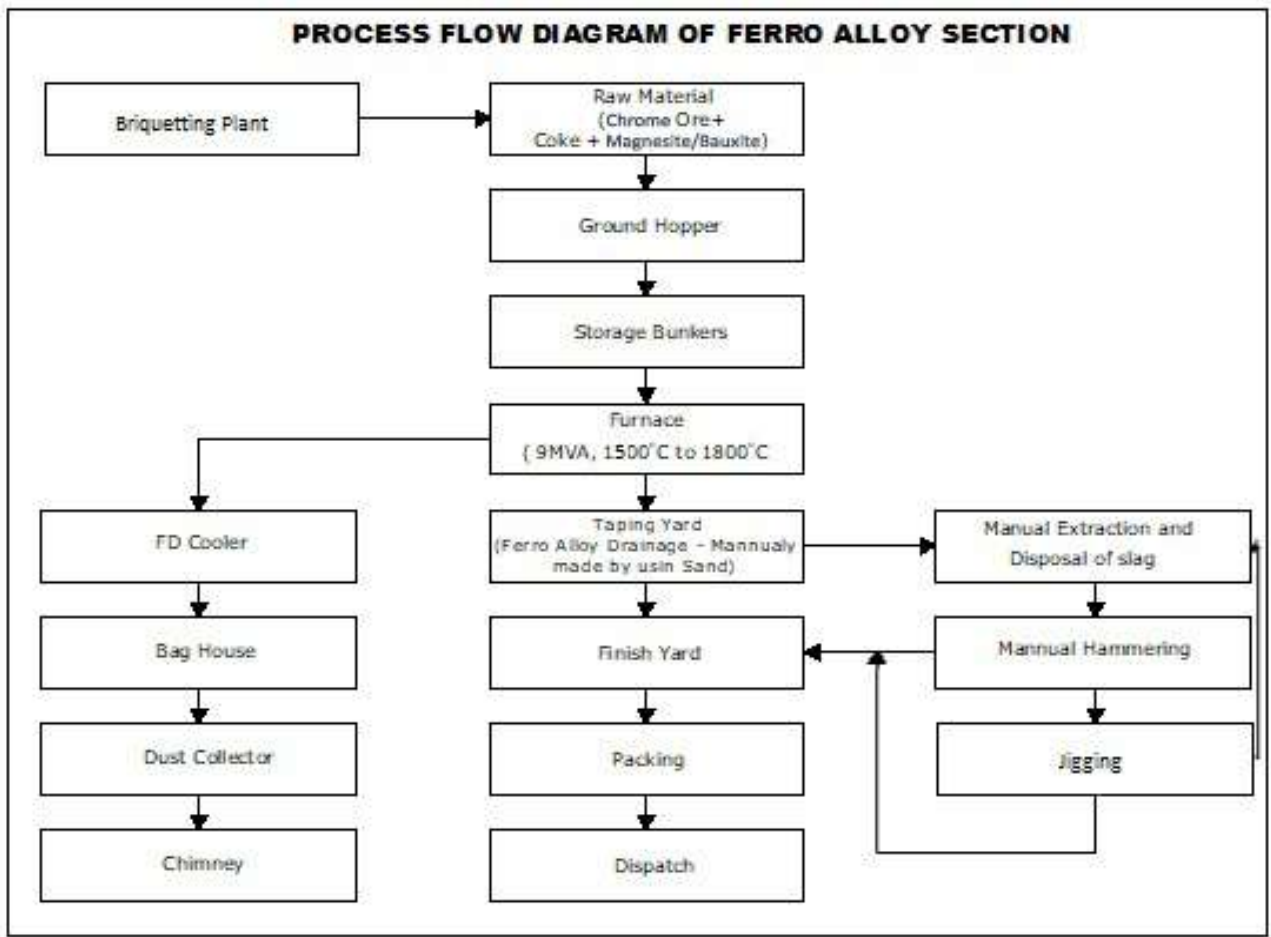 PROCESS FLOW DIAGRAM OF FERRO ALLOY SECTION
Briquetting Plant
Raw Material
(Chrome Ore+
Coke + Magnesite/Bauxite)
Ground Hopper
Storage Bunkers
Furnace
( 9MVA, 1500°C to 1800°C
FD Cooler
Taping Yard
(Ferro Alloy Drainage - Mannualy
made by usin Sand)
Manual Extraction and
Disposal of slag
Bag House
Finish Yard
Mannual Hammering
Dust Collector
Packing
Jigging
Chimney
Dispatch